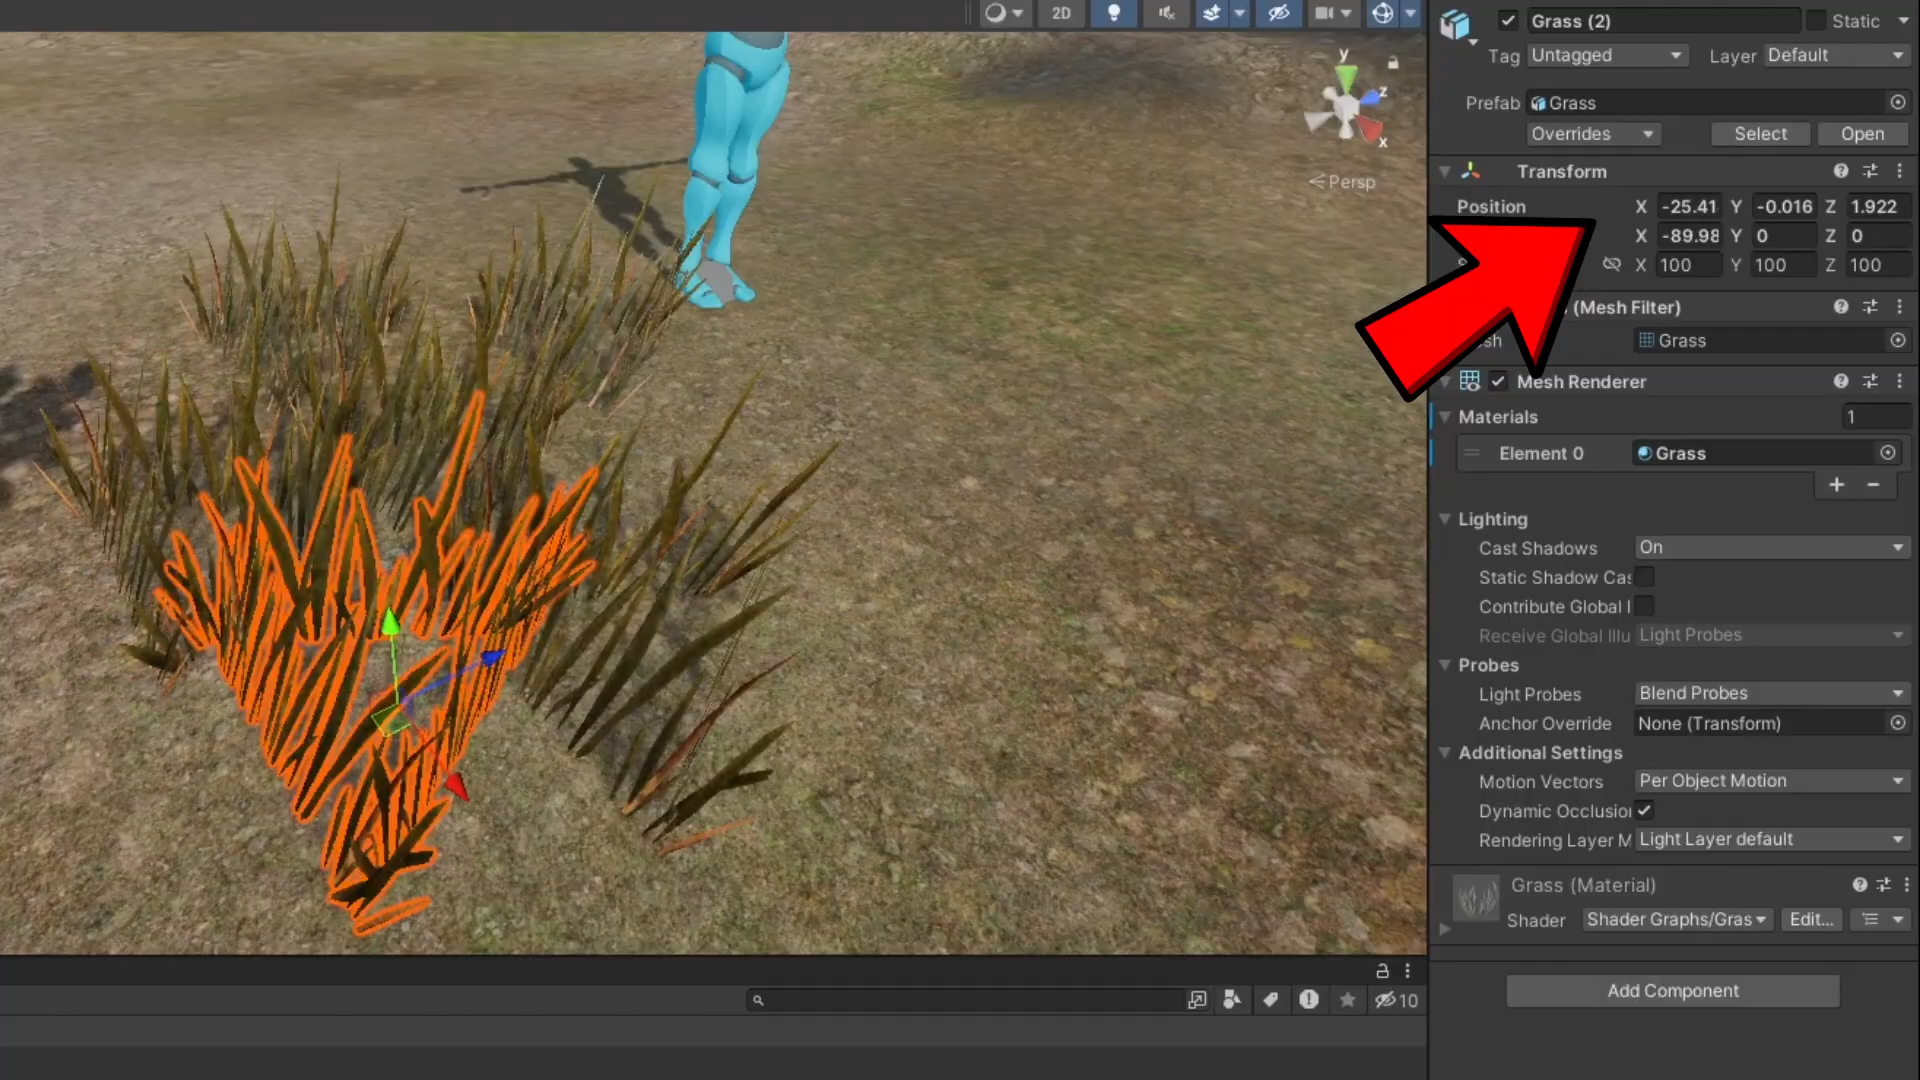 2D
Grass (2)
Static
Tag Untagged Layer Default
Prefab Grass
Overrides Select Open
y
z
x
Persp
Transform
Position X -25.41 Y -0.016 Z 1.922
X -89.98 Y 0 Z 0
X 100 Y 100 Z 100
(Mesh Filter)
Grass
Mesh Renderer
Materials 1
Element 0 Grass
+ -
Lighting
Cast Shadows On
Static Shadow Cas
Contribute Global I
Receive Global Illu Light Probes
Probes
Light Probes Blend Probes
Anchor Override None (Transform)
Additional Settings
Motion Vectors Per Object Motion
Dynamic Occlusion
Rendering Layer M Light Layer default
Grass (Material)
Shader Shader Graphs/Gras Edit...
Add Component
10